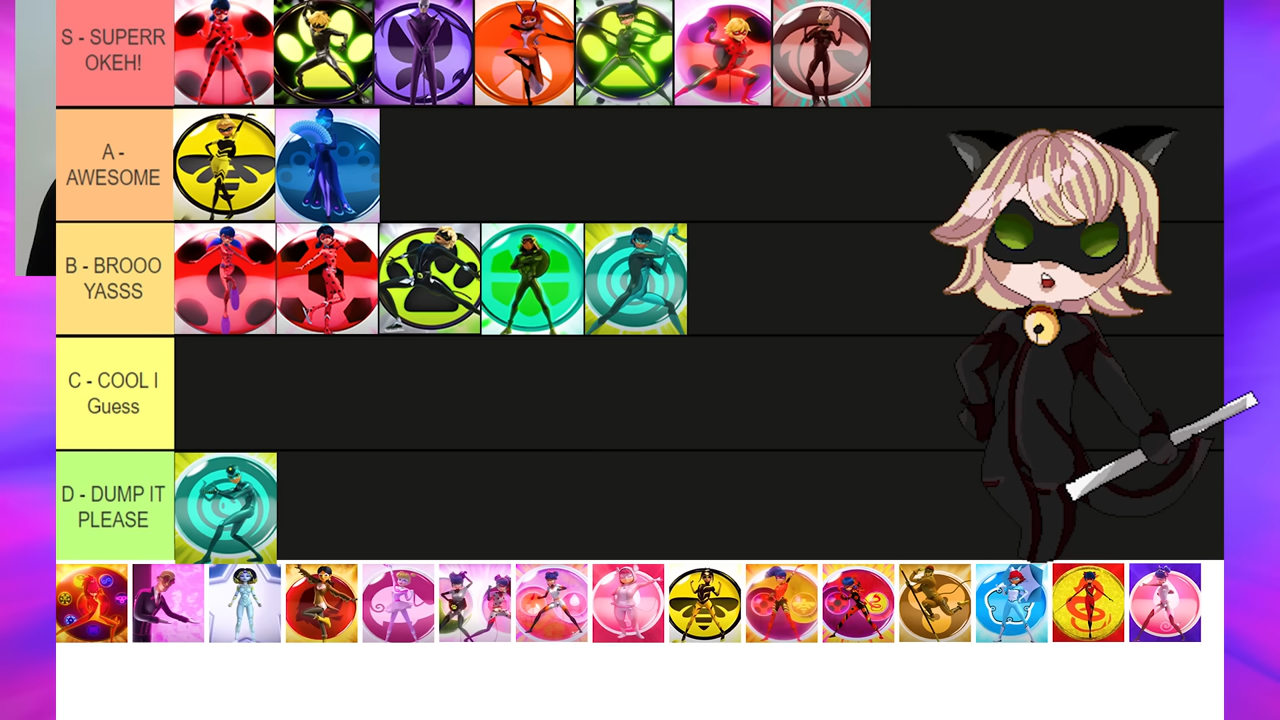 S - SUPERR
OKEH!
A -
AWESOME
B - BROOO
YASSS
C - COOL I
Guess
D - DUMP IT
PLEASE